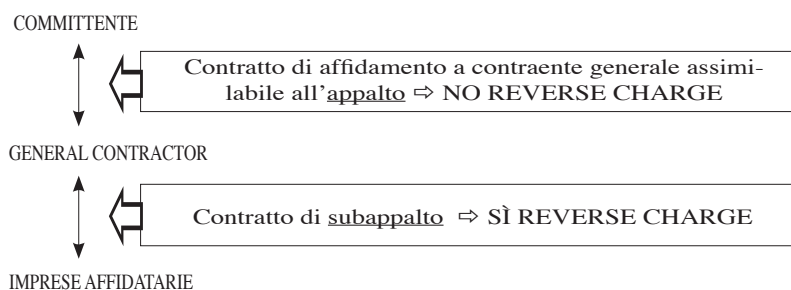 COMMITTENTE
Contratto di affidamento a contraente generale assimi-
labile all'appalto ⇨ NO REVERSE CHARGE
GENERAL CONTRACTOR
Contratto di subappalto ⇨ SÌ REVERSE CHARGE
IMPRESE AFFIDATARIE